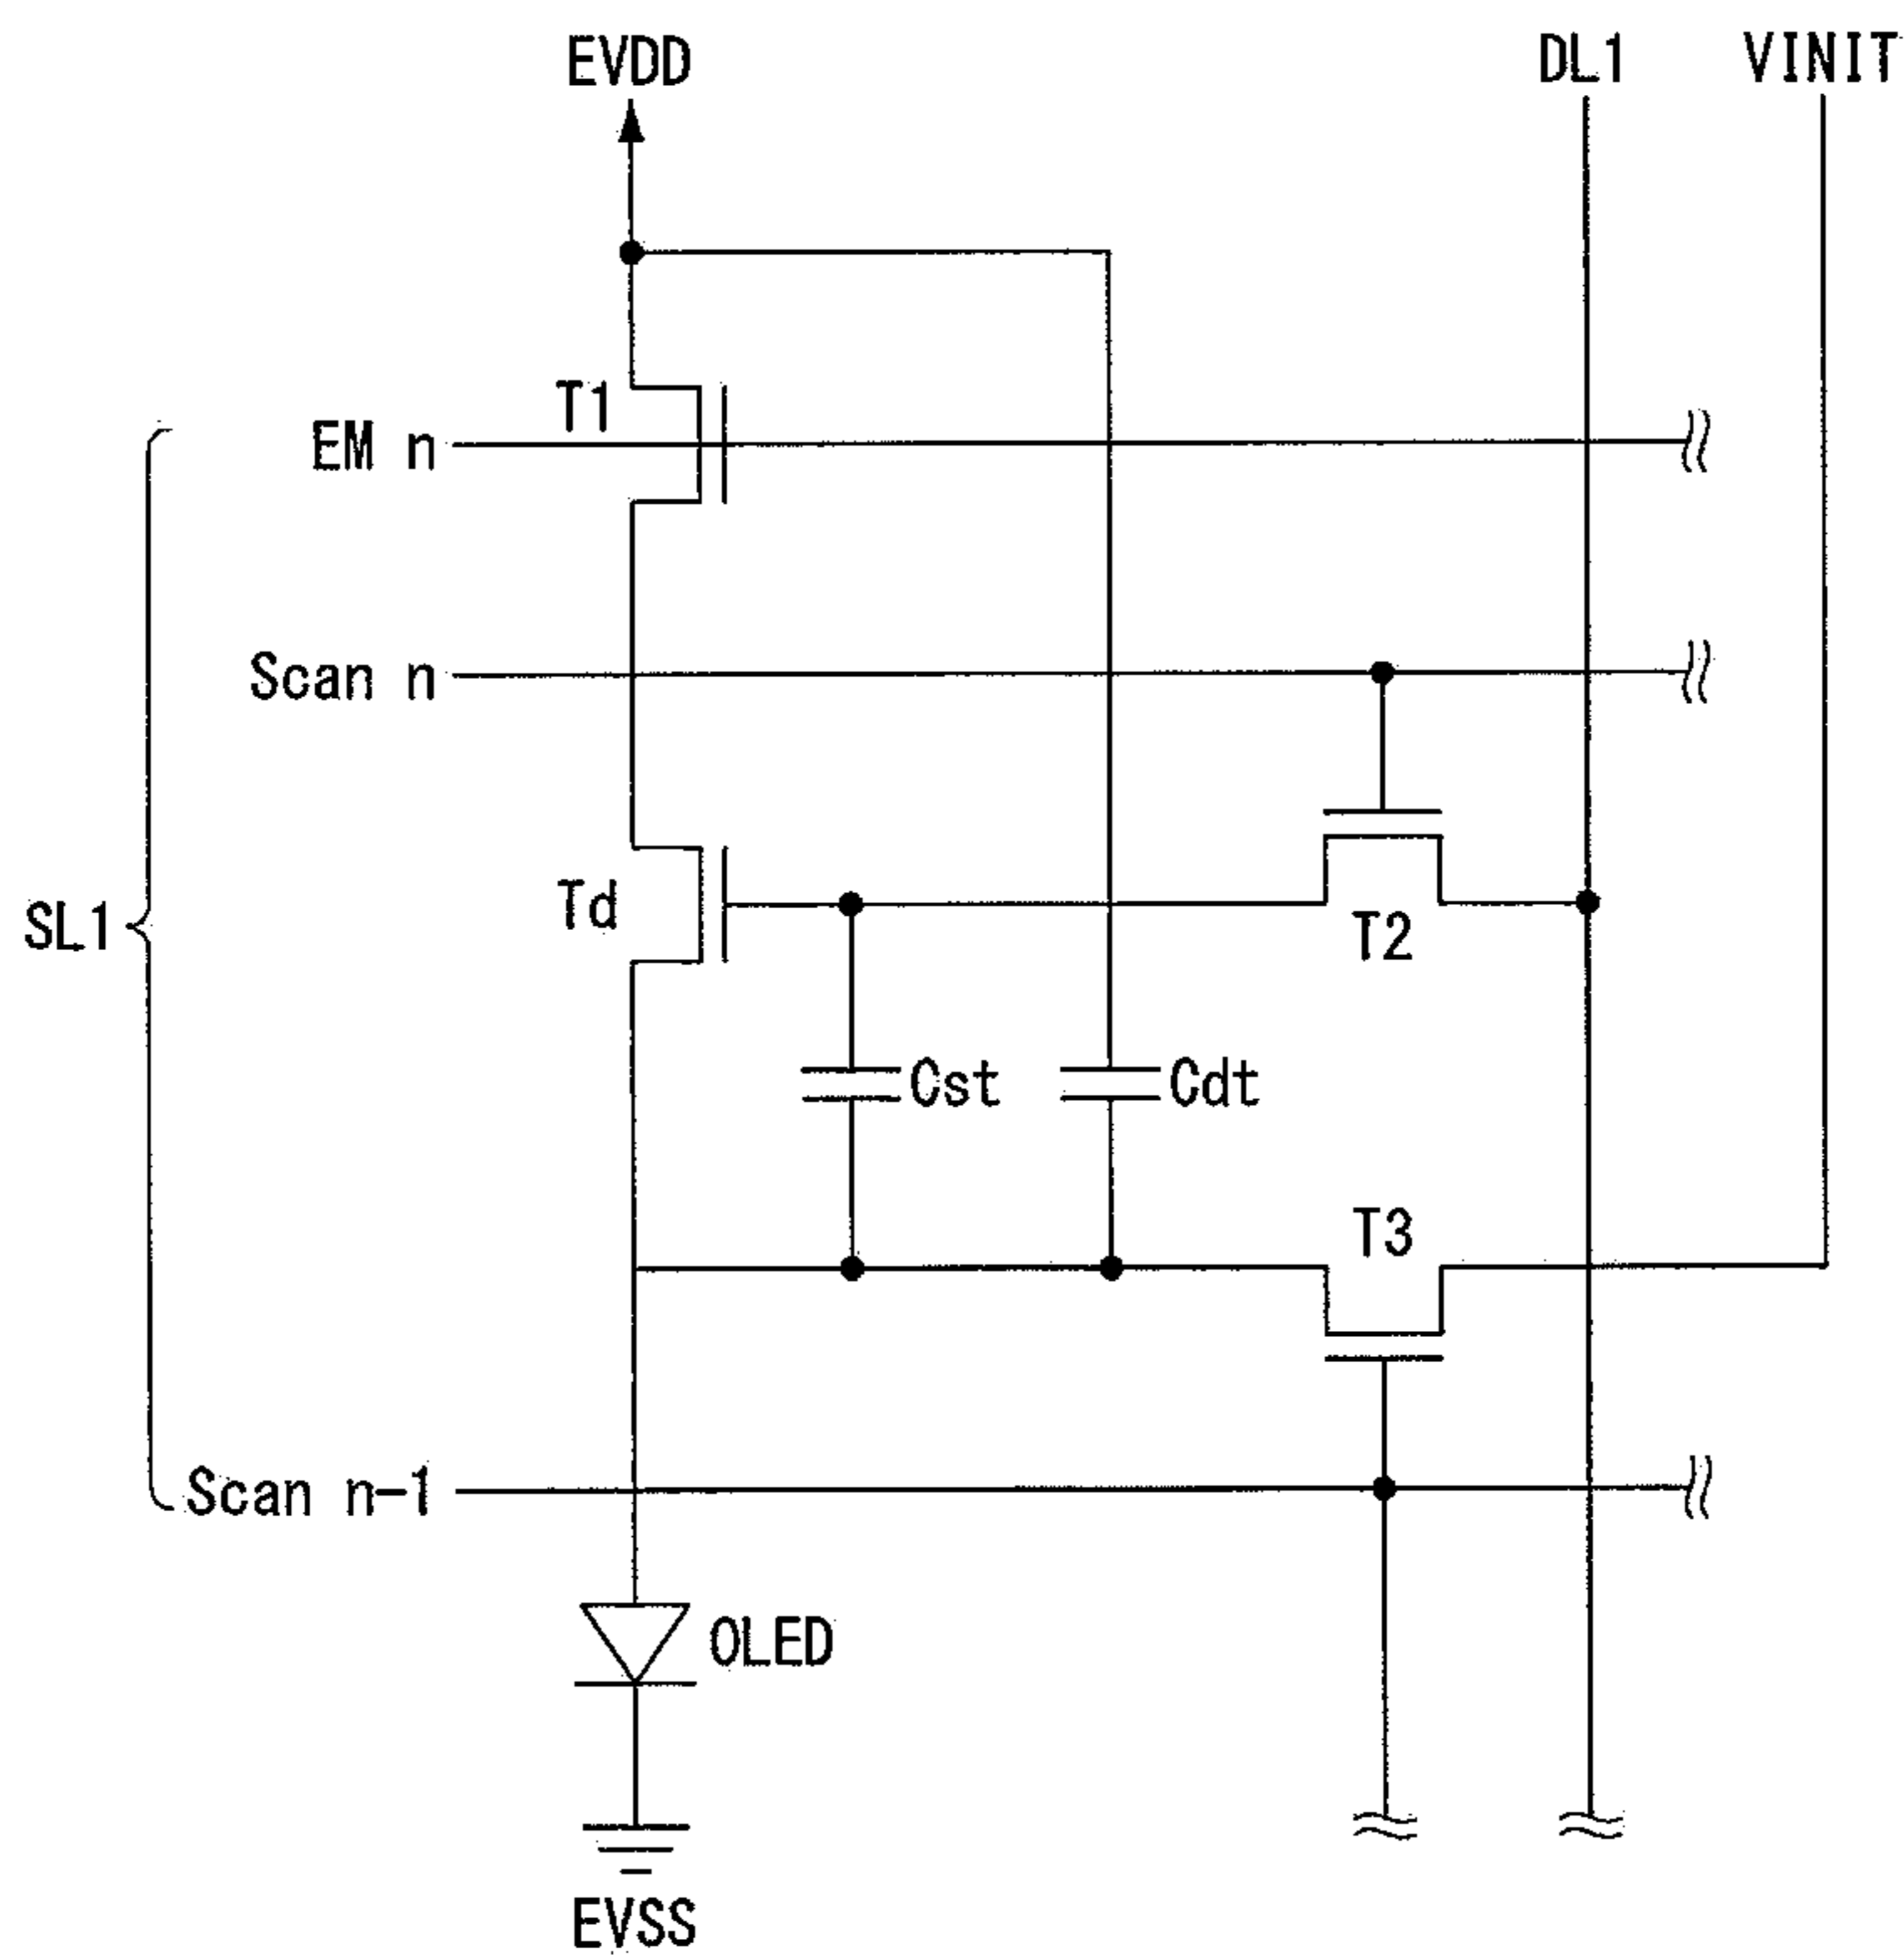 EVDD
DL1
VINIT
T1
EM n
Scan n
Td
T2
SL1
Cst
Cdt
T3
Scan n-1
OLED
EVSS